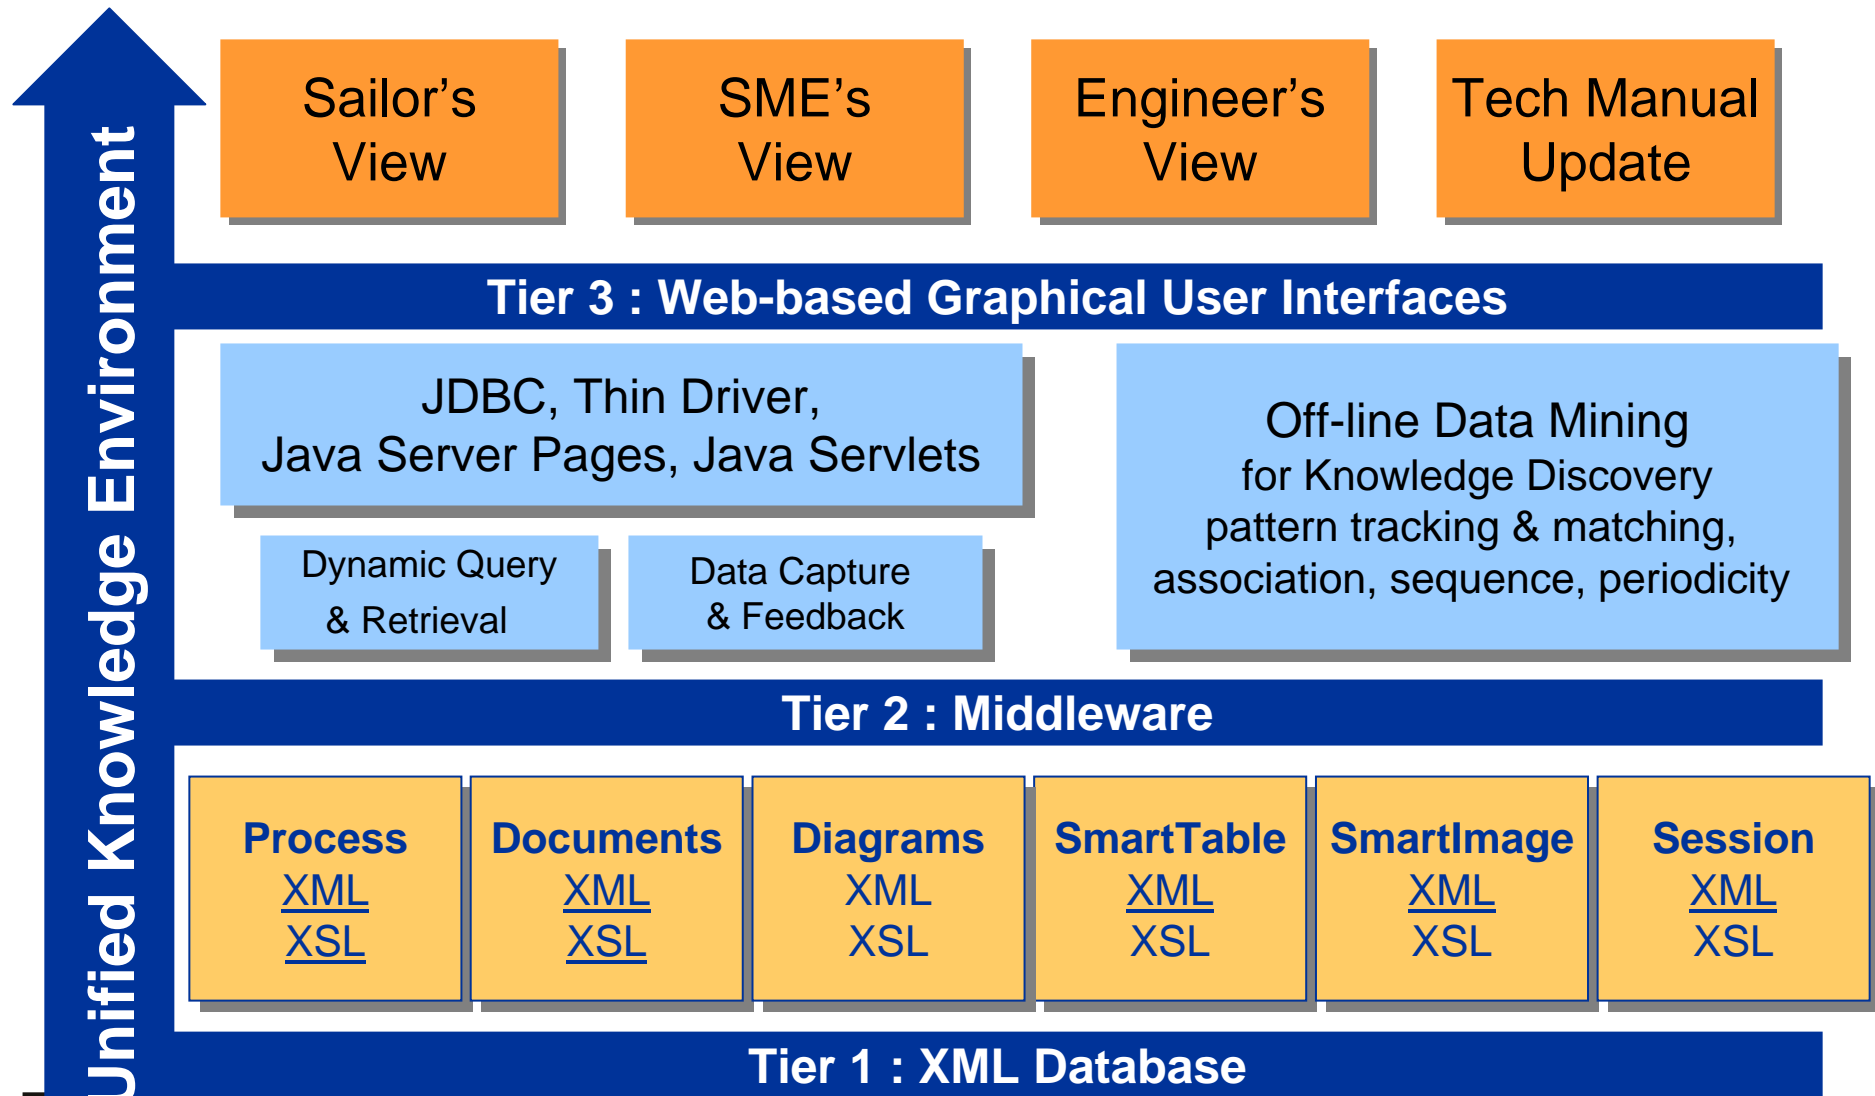 Unified Knowledge Environment
Sailor's
View
SME's
View
Engineer's
View
Tech Manual
Update
Tier 3 : Web-based Graphical User Interfaces
JDBC, Thin Driver,
Java Server Pages, Java Servlets
Dynamic Query
& Retrieval
Data Capture
& Feedback
Off-line Data Mining
for Knowledge Discovery
pattern tracking & matching,
association, sequence, periodicity
Tier 2 : Middleware
Process
XML
XSL
Documents
XML
XSL
Diagrams
XML
XSL
SmartTable
XML
XSL
SmartImage
XML
XSL
Session
XML
XSL
Tier 1 : XML Database